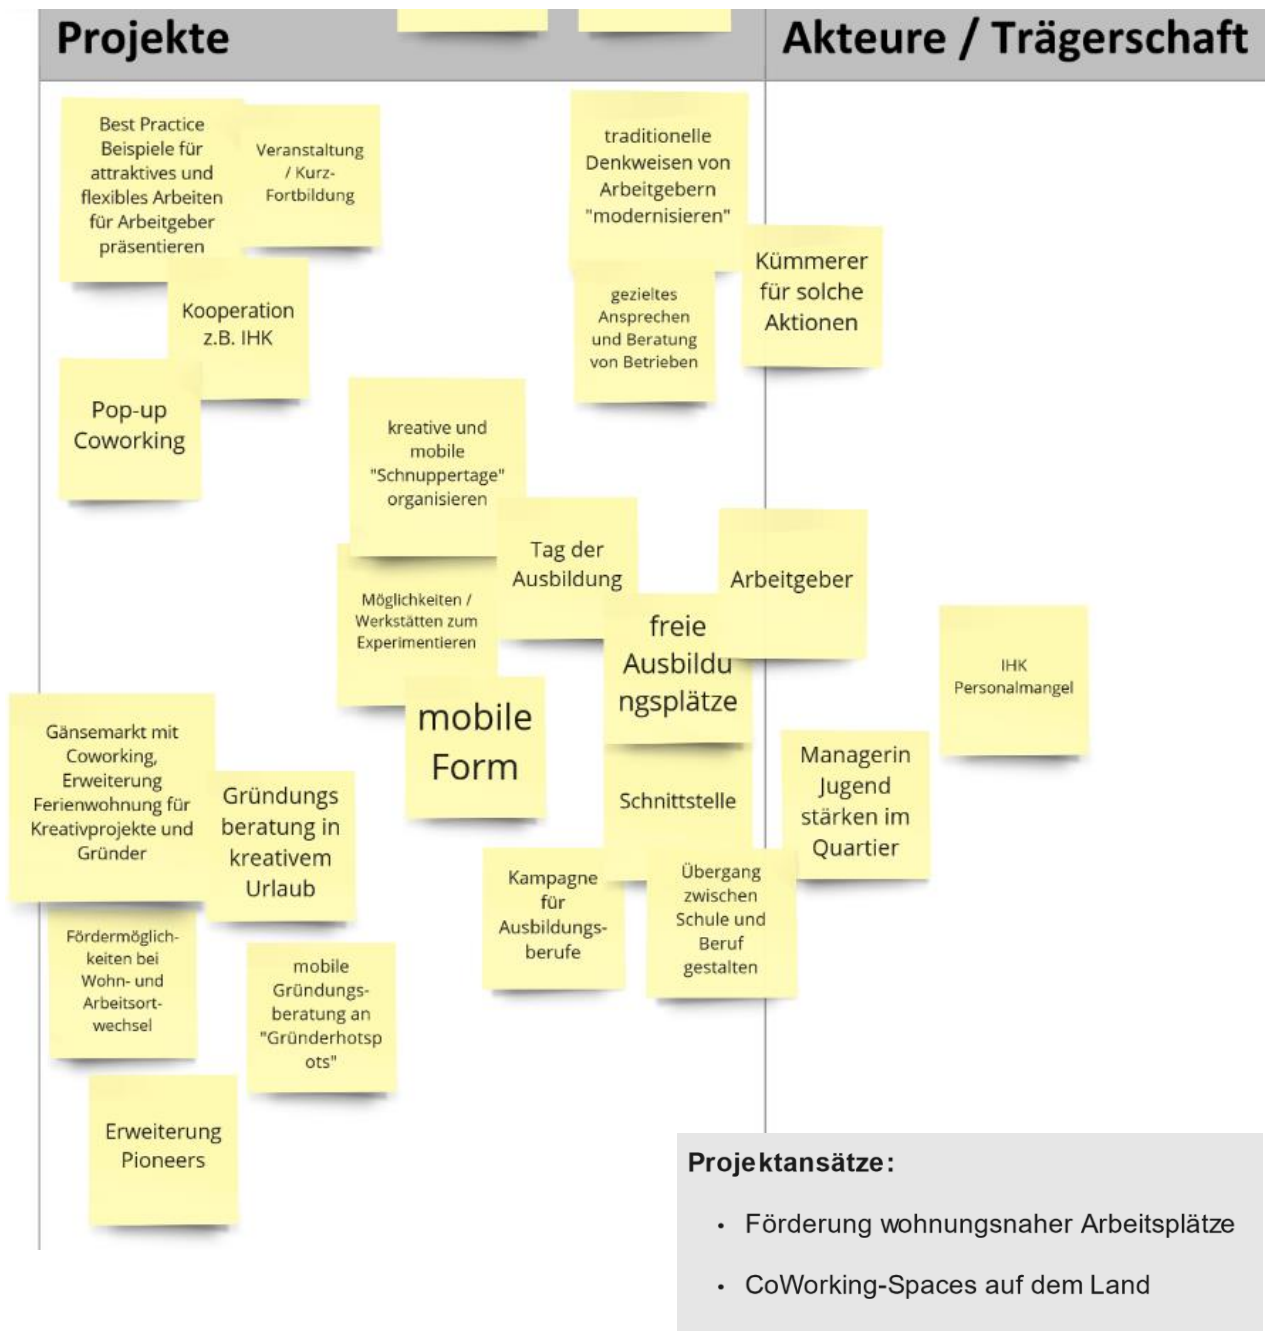 Projekte
Akteure / Trägerschaft
Best Practice
Beispiele für
attraktives und
flexibles Arbeiten
für Arbeitgeber
präsentieren
Veranstaltung
/ Kurz-
Fortbildung
Kooperation
z.B. IHK
Pop-up
Coworking
traditionelle
Denkweisen von
Arbeitgebern
"modernisieren"
gezieltes
Ansprechen
und Beratung
von Betrieben
Kümmerer
für solche
Aktionen
kreative und
mobile
"Schnuppertage"
organisieren
Tag der
Ausbildung
Möglichkeiten /
Werkstätten zum
Experimentieren
mobile
Form
Arbeitgeber
freie
Ausbildu
ngsplätze
IHK
Personalmangel
Schnittstelle
Managerin
Jugend
stärken im
Quartier
Kampagne
für
Ausbildungs-
berufe
Übergang
zwischen
Schule und
Beruf
gestalten
Gänsemarkt mit
Coworking,
Erweiterung
Ferienwohnung für
Kreativprojekte und
Gründer
Gründungs
beratung in
kreativem
Urlaub
Fördermöglich-
keiten bei
Wohn- und
Arbeitsort-
wechsel
mobile
Gründungs-
beratung an
"Gründerhotsp
ots"
Erweiterung
Pioneers
Projektansätze:
• Förderung wohnungsnaher Arbeitsplätze
• CoWorking-Spaces auf dem Land